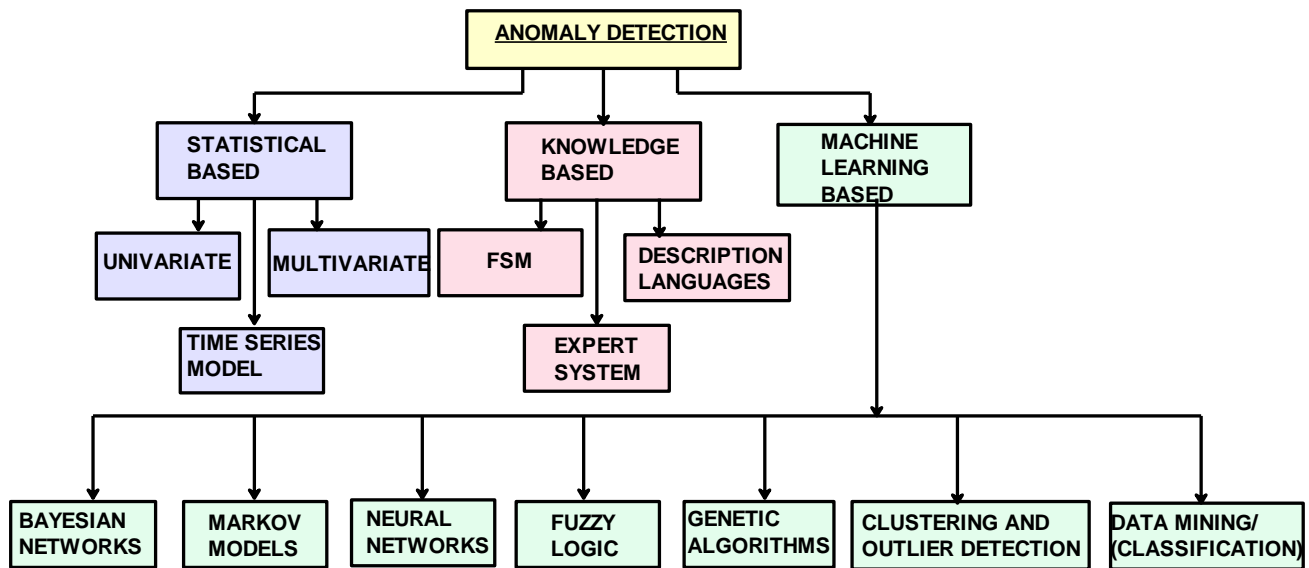 ANOMALY DETECTION
STATISTICAL
BASED
KNOWLEDGE
BASED
MACHINE
LEARNING
BASED
UNIVARIATE
MULTIVARIATE
FSM
DESCRIPTION
LANGUAGES
TIME SERIES
MODEL
EXPERT
SYSTEM
BAYESIAN
NETWORKS
MARKOV
MODELS
NEURAL
NETWORKS
FUZZY
LOGIC
GENETIC
ALGORITHMS
CLUSTERING AND
OUTLIER DETECTION
DATA MINING/
(CLASSIFICATION)